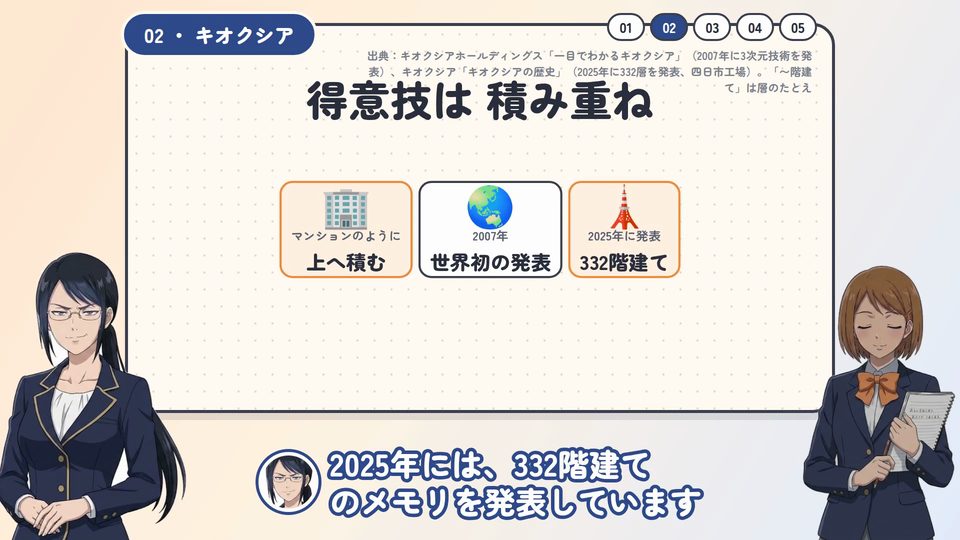 02 ・ キオクシア
01 02 03 04 05
出典：キオクシアホールディングス「一目でわかるキオクシア」（2007年に3次元技術を発
表）、キオクシア「キオクシアの歴史」（2025年に332層を発表、四日市工場）。「〜階建
て」は層のたとえ
得意技は 積み重ね
マンションのように
上へ積む
2007年
世界初の発表
2025年に発表
332階建て
2025年には、332階建て
のメモリを発表しています